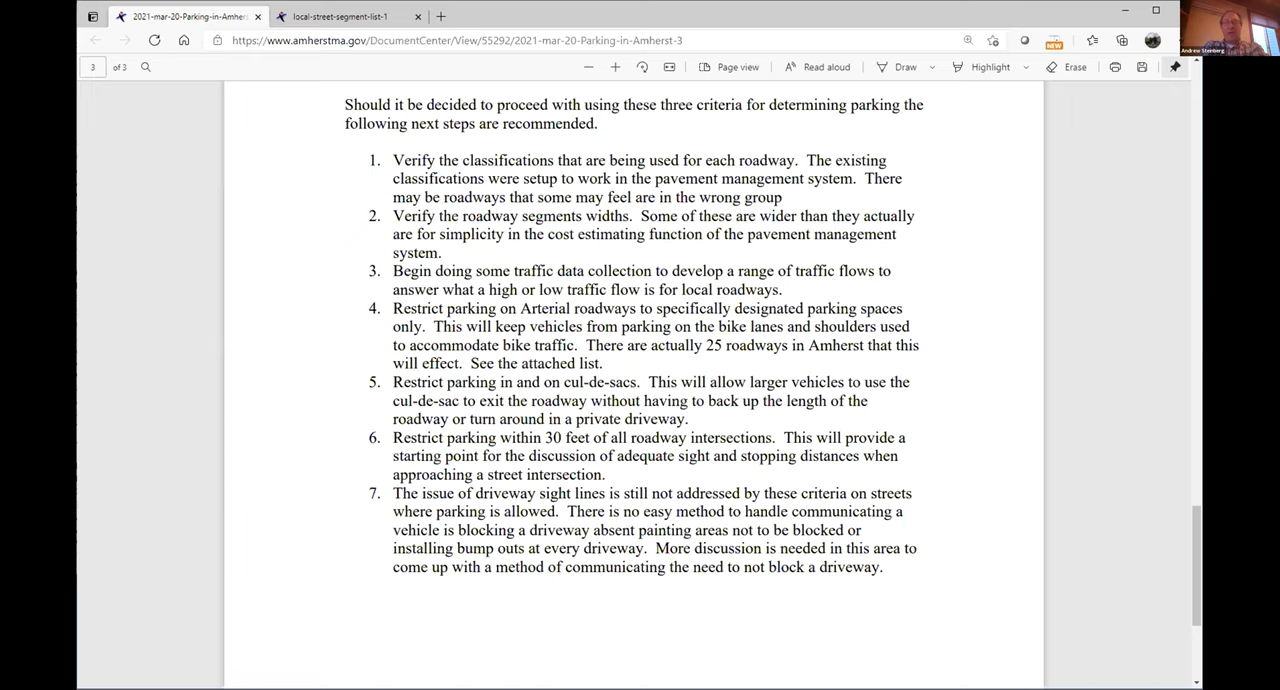 2021-mar-20-Parking-in-Amher
local-street-segment-list-1
https://www.amherstma.gov/DocumentCenter/View/55292/2021-mar-20-Parking-in-Amherst-3
NEW
Andrew Steinberg
3 of 3
Page view
Read aloud
Draw
Highlight
Erase
Should it be decided to proceed with using these three criteria for determining parking the
following next steps are recommended.
1. Verify the classifications that are being used for each roadway. The existing
classifications were setup to work in the pavement management system. There
may be roadways that some may feel are in the wrong group
2. Verify the roadway segments widths. Some of these are wider than they actually
are for simplicity in the cost estimating function of the pavement management
system.
3. Begin doing some traffic data collection to develop a range of traffic flows to
answer what a high or low traffic flow is for local roadways.
4. Restrict parking on Arterial roadways to specifically designated parking spaces
only. This will keep vehicles from parking on the bike lanes and shoulders used
to accommodate bike traffic. There are actually 25 roadways in Amherst that this
will effect. See the attached list.
5. Restrict parking in and on cul-de-sacs. This will allow larger vehicles to use the
cul-de-sac to exit the roadway without having to back up the length of the
roadway or turn around in a private driveway.
6. Restrict parking within 30 feet of all roadway intersections. This will provide a
starting point for the discussion of adequate sight and stopping distances when
approaching a street intersection.
7. The issue of driveway sight lines is still not addressed by these criteria on streets
where parking is allowed. There is no easy method to handle communicating a
vehicle is blocking a driveway absent painting areas not to be blocked or
installing bump outs at every driveway. More discussion is needed in this area to
come up with a method of communicating the need to not block a driveway.